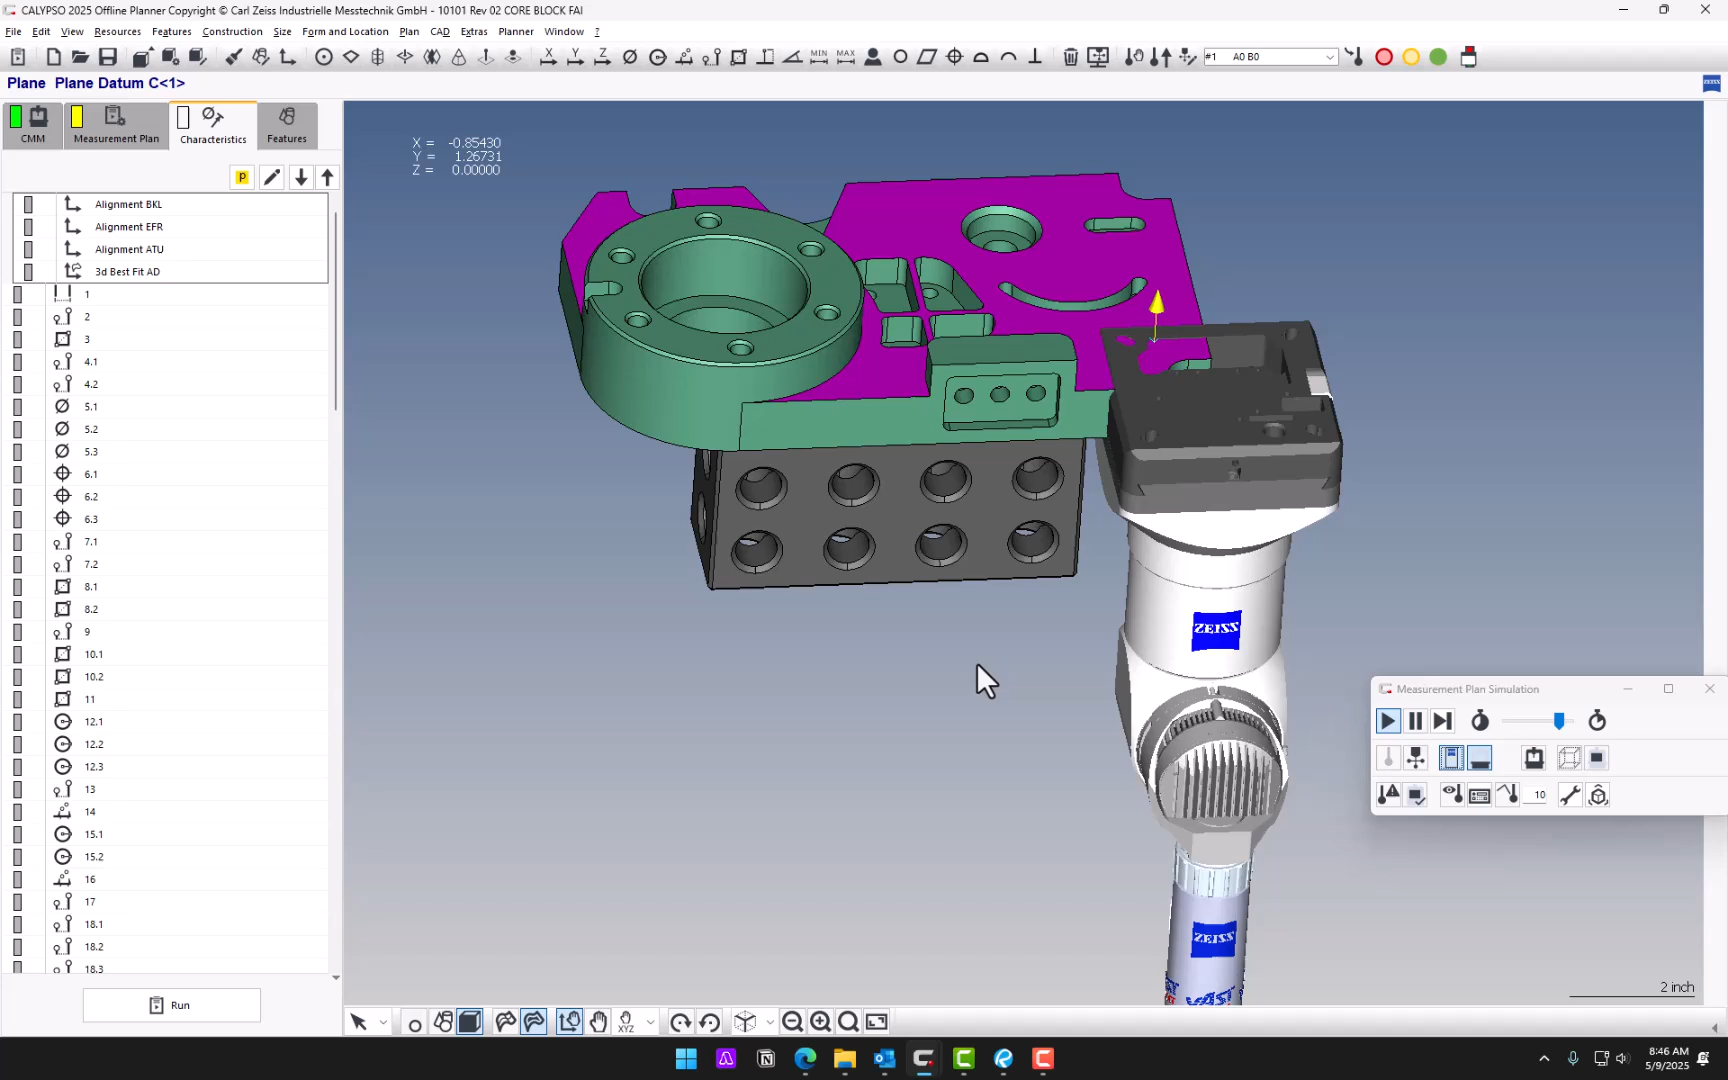 CALYPSO 2025 Offline Planner Copyright © Carl Zeiss Industrielle Messtechnik GmbH - 10101 Rev 02 CORE BLOCK FAI
File Edit View Resources Features Construction Size Form and Location Plan CAD Extras Planner Window ?
X Y Z MIN MAX #1 A0 B0
Plane Plane Datum C<1>
ZEISS
CMM Measurement Plan Characteristics Features
P
X = -0.85430
Y = 1.26731
Z = 0.00000
Alignment BKL
Alignment EFR
Alignment ATU
3d Best Fit AD
1
2
3
4.1
4.2
5.1
5.2
5.3
6.1
6.2
6.3
7.1
7.2
8.1
8.2
9
10.1
10.2
11
12.1
12.2
12.3
13
14
15.1
15.2
16
17
18.1
18.2
18.3
Run
ZEISS
ZEISS
VAST
Measurement Plan Simulation
10
2 inch
XYZ
8:46 AM
5/9/2025